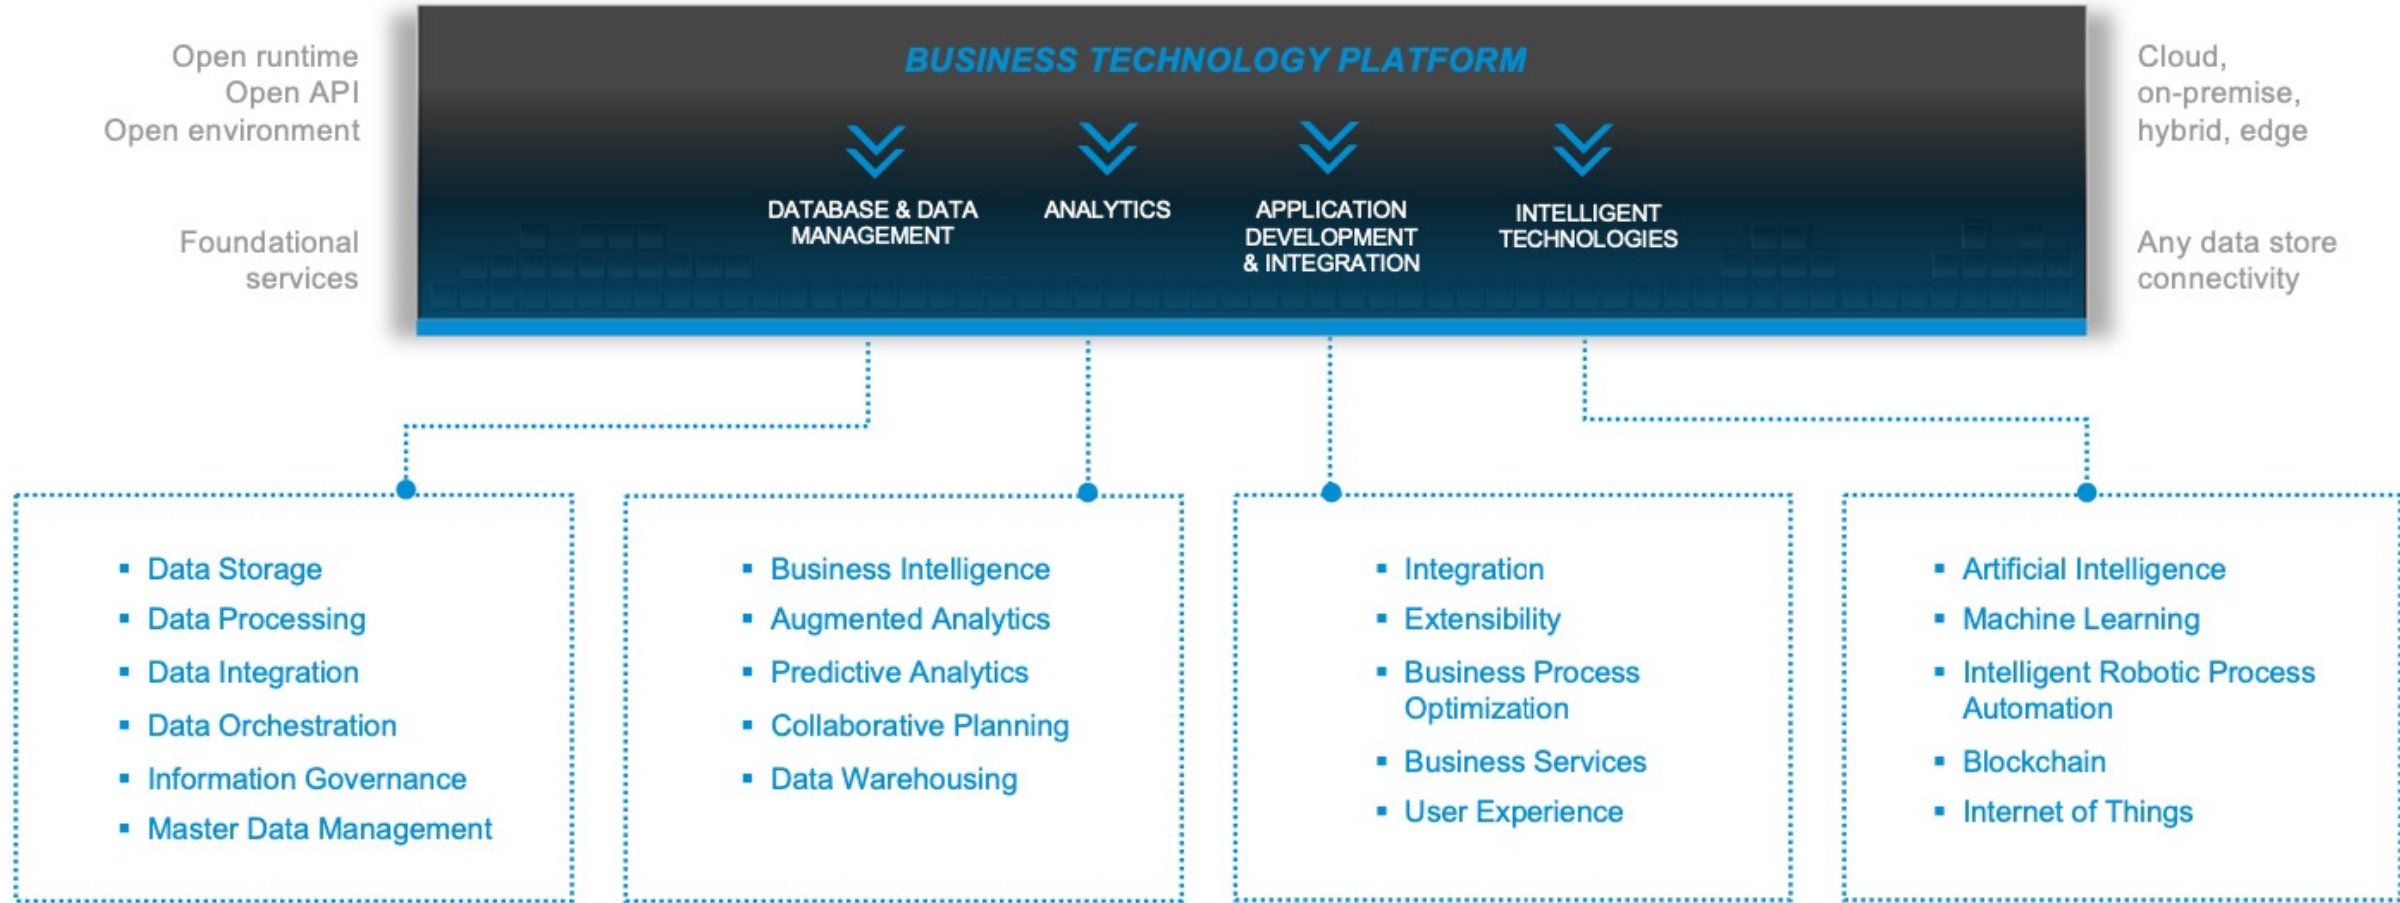 Open runtime
Open API
Open environment
Foundational
services
BUSINESS TECHNOLOGY PLATFORM
DATABASE & DATA
MANAGEMENT
ANALYTICS
APPLICATION
DEVELOPMENT
& INTEGRATION
INTELLIGENT
TECHNOLOGIES
Cloud,
on-premise,
hybrid, edge
Any data store
connectivity
▪ Data Storage
▪ Data Processing
▪ Data Integration
▪ Data Orchestration
▪ Information Governance
▪ Master Data Management
▪ Business Intelligence
▪ Augmented Analytics
▪ Predictive Analytics
▪ Collaborative Planning
▪ Data Warehousing
▪ Integration
▪ Extensibility
▪ Business Process
Optimization
▪ Business Services
▪ User Experience
▪ Artificial Intelligence
▪ Machine Learning
▪ Intelligent Robotic Process
Automation
▪ Blockchain
▪ Internet of Things